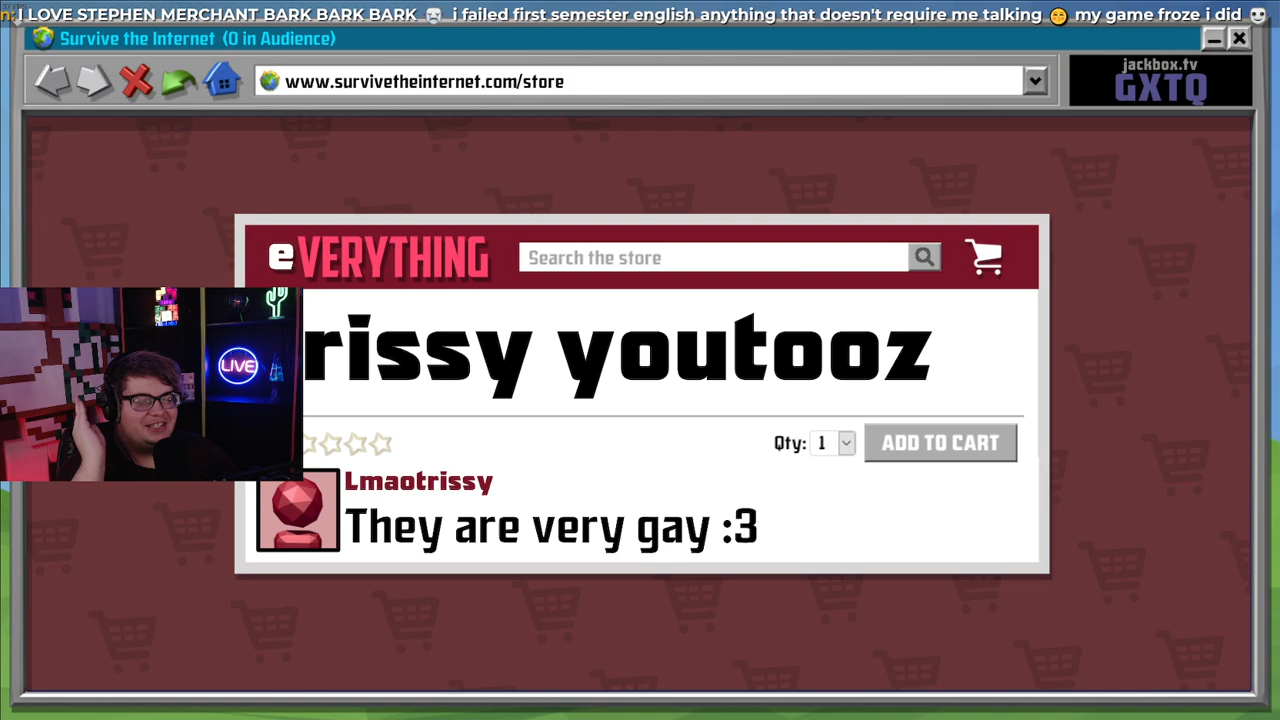 n: I LOVE STEPHEN MERCHANT BARK BARK BARK 😭 i failed first semester english anything that doesn't require me talking 🤭 my game froze i did 💀
Survive the Internet (0 in Audience)
www.survivetheinternet.com/store
jackbox.tv
GXTQ
eVERYTHING
Search the store
LIVE
rissy youtooz
Qty: 1
ADD TO CART
Lmaotrissy
They are very gay :3